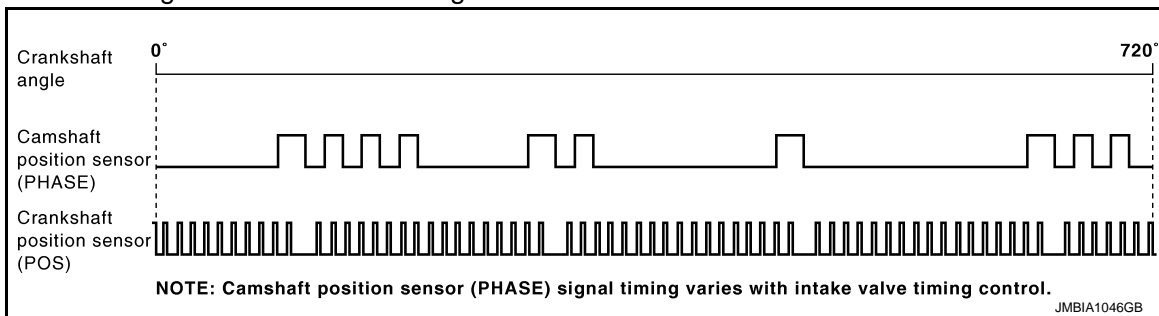 Crankshaft
angle
0°
720°
Camshaft
position sensor
(PHASE)
Crankshaft
position sensor
(POS)
NOTE: Camshaft position sensor (PHASE) signal timing varies with intake valve timing control.
JMBIA1046GB